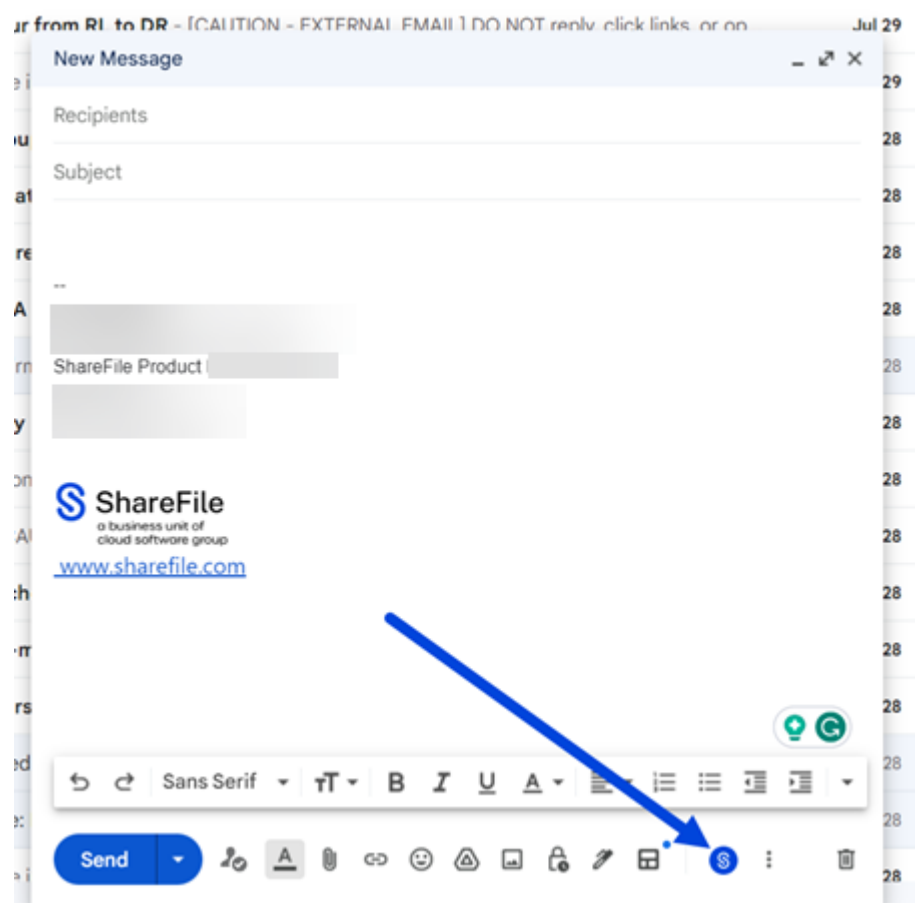 ur from RL to DR - [CAUTION - EXTERNAL EMAIL] DO NOT reply, click links, or op Jul 29
New Message
29
Recipients
28
Subject
28
28
--
28
ShareFile Product
28
28
28
ShareFile
a business unit of
cloud software group
28
www.sharefile.com
28
28
28
28
Sans Serif
B I U A
28
Send
A
S
28